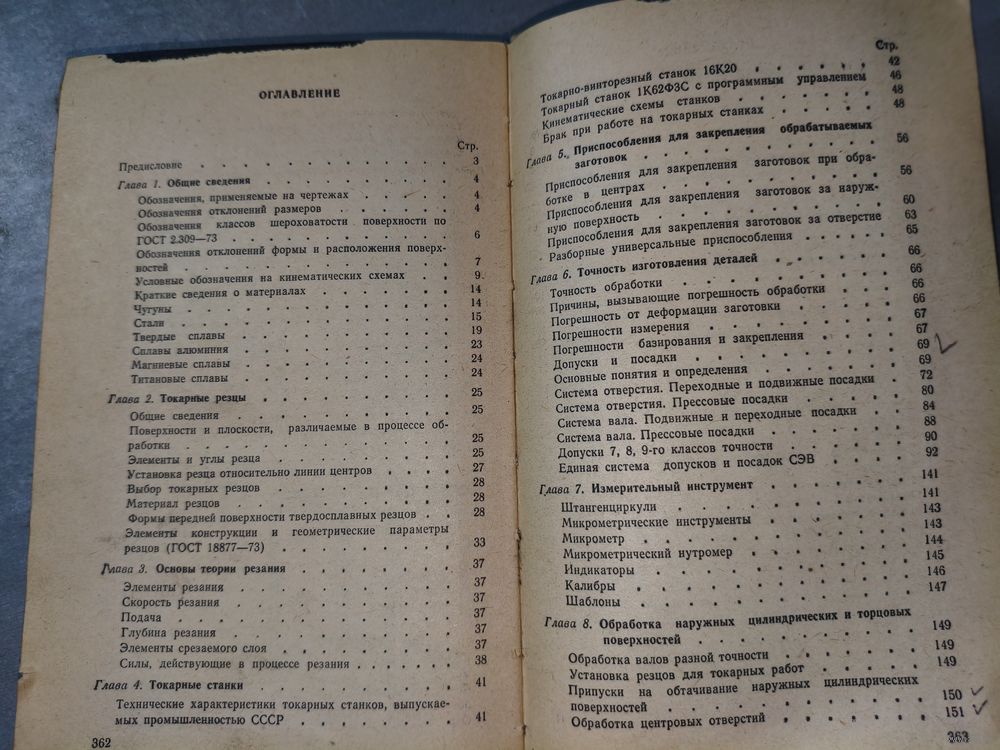 ОГЛАВЛЕНИЕ
Стр.
Предисловие . . . . . . . . . . 3
Глава 1. Общие сведения . . . . . . . . 4
Обозначения, применяемые на чертежах . . . . . 4
Обозначения отклонений размеров . . . . . 4
Обозначения классов шероховатости поверхности по
ГОСТ 2.309—73 . . . . . . . . . 6
Обозначения отклонений формы и расположения поверх-
ностей . . . . . . . . . . . 7
Условные обозначения на кинематических схемах . . 9
Краткие сведения о материалах . . . . . . 14
Чугуны . . . . . . . . . . . 14
Стали . . . . . . . . . . . 15
Твердые сплавы . . . . . . . . . 19
Сплавы алюминия . . . . . . . . . 23
Магниевые сплавы . . . . . . . . . 24
Титановые сплавы . . . . . . . . . 24
Глава 2. Токарные резцы . . . . . . . . 25
Общие сведения . . . . . . . . . 25
Поверхности и плоскости, различаемые в процессе об-
работки . . . . . . . . . . . 25
Элементы и углы резца . . . . . . . . 25
Установка резца относительно линии центров . . . . 27
Выбор токарных резцов . . . . . . . . 28
Материал резцов . . . . . . . . . 28
Формы передней поверхности твердосплавных резцов . . 28
Элементы конструкции и геометрические параметры
резцов (ГОСТ 18877—73) . . . . . . . 33
Глава 3. Основы теории резания . . . . . . . 37
Элементы резания . . . . . . . . . 37
Скорость резания . . . . . . . . . 37
Подача . . . . . . . . . . . 37
Глубина резания . . . . . . . . . 37
Элементы срезаемого слоя . . . . . . . 37
Силы, действующие в процессе резания . . . . . 38
Глава 4. Токарные станки . . . . . . . . 41
Технические характеристики токарных станков, выпускае-
мых промышленностью СССР . . . . . . . 41
362
Стр.
Токарно-винторезный станок 16К20 . . . . . . 42
Токарный станок 1К62Ф3С с программным управлением 46
Кинематические схемы станков . . . . . . 48
Брак при работе на токарных станках . . . . . 48
Глава 5. Приспособления для закрепления обрабатываемых
заготовок . . . . . . . . . . 56
Приспособления для закрепления заготовок при обра-
ботке в центрах . . . . . . . . . 56
Приспособления для закрепления заготовок за наруж-
ную поверхность . . . . . . . . . 60
Приспособления для закрепления заготовок за отверстие 63
Разборные универсальные приспособления . . . . . 65
Глава 6. Точность изготовления деталей . . . . . 66
Точность обработки . . . . . . . . 66
Причины, вызывающие погрешность обработки . . . 66
Погрешность от деформации заготовки . . . . . 66
Погрешности измерения . . . . . . . . 67
Погрешности базирования и закрепления . . . . 67
Допуски и посадки . . . . . . . . . 69
Основные понятия и определения . . . . . . 69
Система отверстия. Переходные и подвижные посадки . 72
Система отверстия. Прессовые посадки . . . . . 80
Система вала. Подвижные и переходные посадки . . 84
Система вала. Прессовые посадки . . . . . . 88
Допуски 7, 8, 9-го классов точности . . . . . 90
Единая система допусков и посадок СЭВ . . . . . 92
Глава 7. Измерительный инструмент . . . . . . 141
Штангенциркули . . . . . . . . . 141
Микрометрические инструменты . . . . . . 143
Микрометр . . . . . . . . . . 143
Микрометрический нутромер . . . . . . . 144
Индикаторы . . . . . . . . . . 145
Калибры . . . . . . . . . . . 146
Шаблоны . . . . . . . . . . . 147
Глава 8. Обработка наружных цилиндрических и торцовых
поверхностей . . . . . . . . . 149
Обработка валов разной точности . . . . . . 149
Установка резцов для токарных работ . . . . . 149
Припуски на обтачивание наружных цилиндрических
поверхностей . . . . . . . . . . 150
Обработка центровых отверстий . . . . . . 151
363